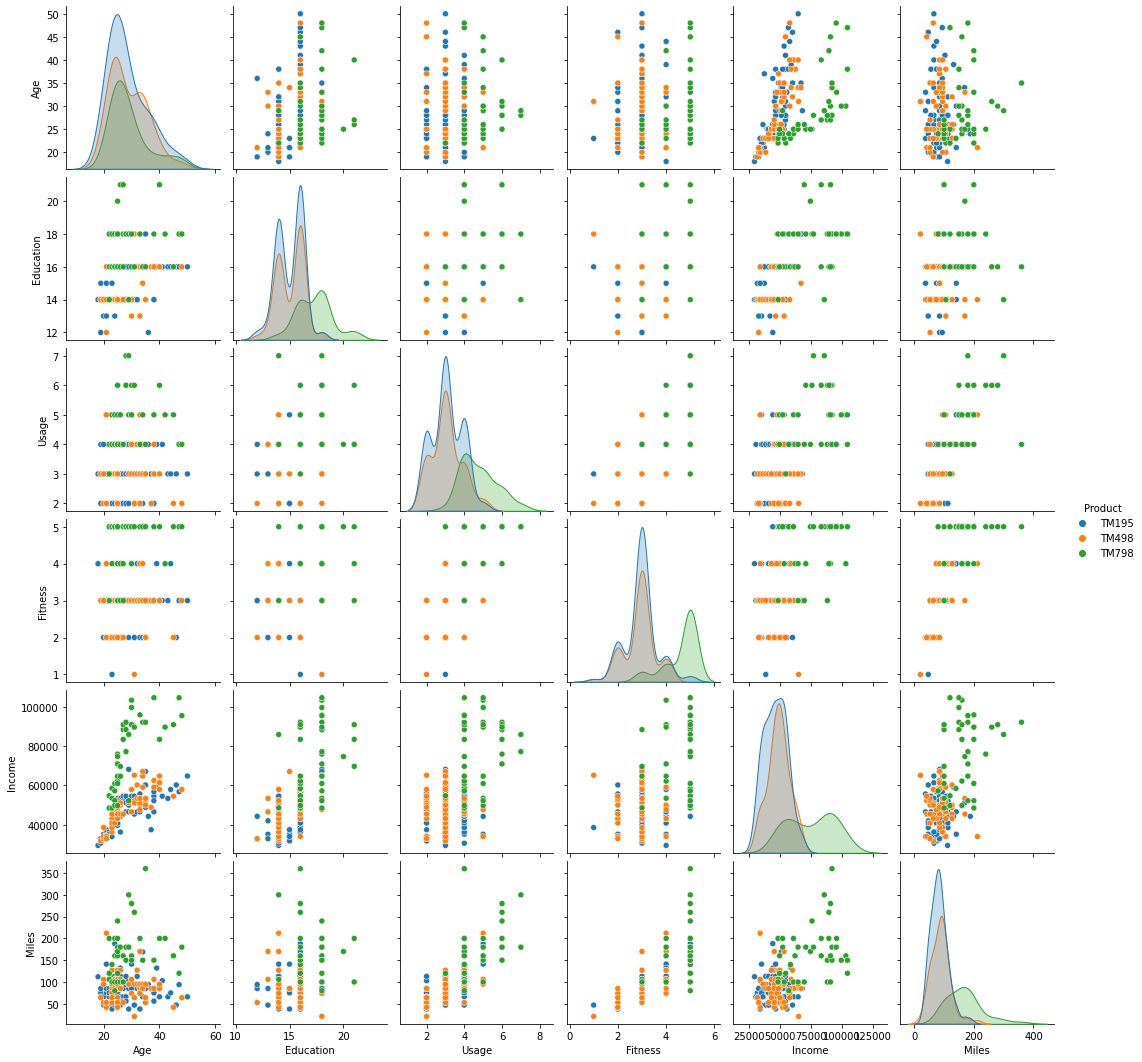 50
45
40
35
30
25
20
Age
20
18
16
14
12
Education
7
6
5
4
3
2
Usage
Product
TM195
TM498
TM798
5
4
3
2
1
Fitness
100000
80000
60000
40000
Income
350
300
250
200
150
100
50
Miles
20 40 60
10 15 20
2 4 6 8
0 2 4 6
25000 50000 75000 100000 125000
0 200 400
Age Education Usage Fitness Income Miles